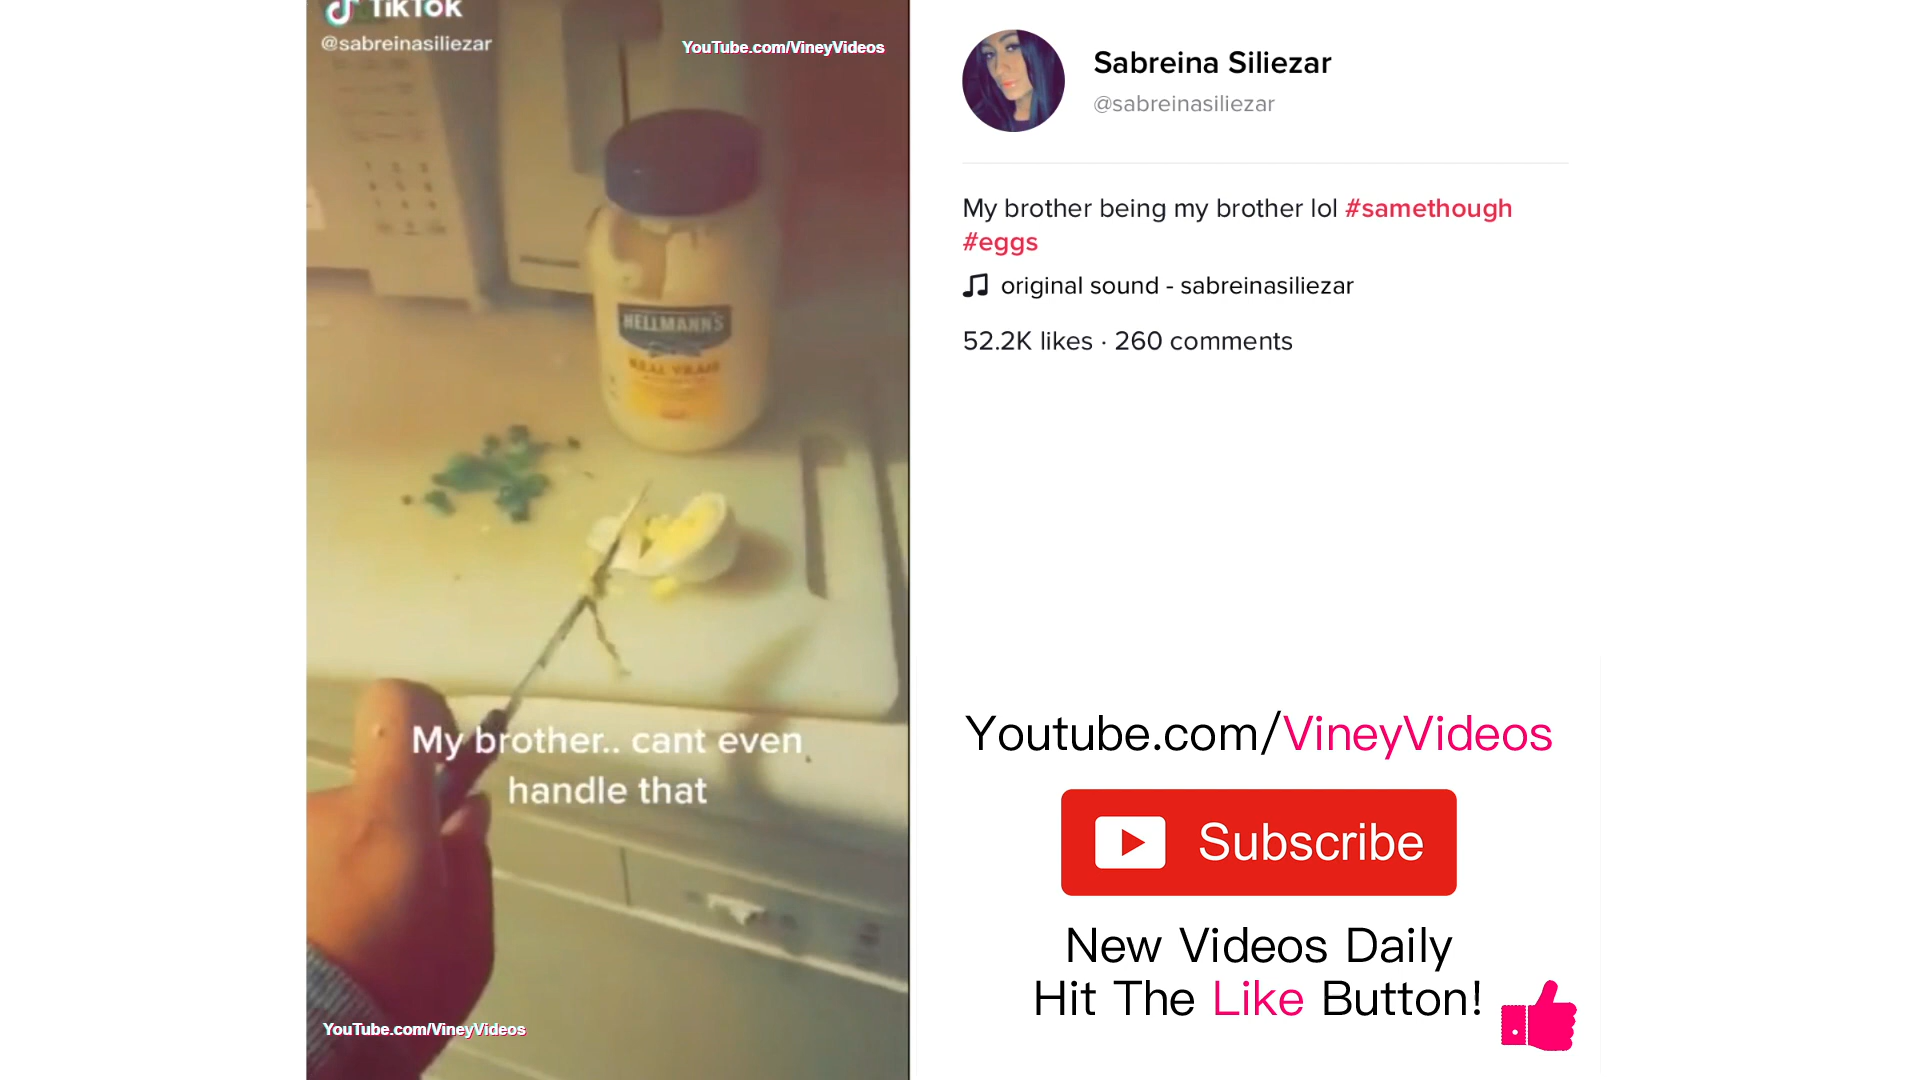 TikTok
@sabreinasiliezar
YouTube.com/VineyVideos
HELLMANN'S
REAL
My brother.. cant even
handle that
YouTube.com/VineyVideos
Sabreina Siliezar
@sabreinasiliezar
My brother being my brother lol #samethough
#eggs
original sound - sabreinasiliezar
52.2K likes · 260 comments
Youtube.com/VineyVideos
Subscribe
New Videos Daily
Hit The Like Button!